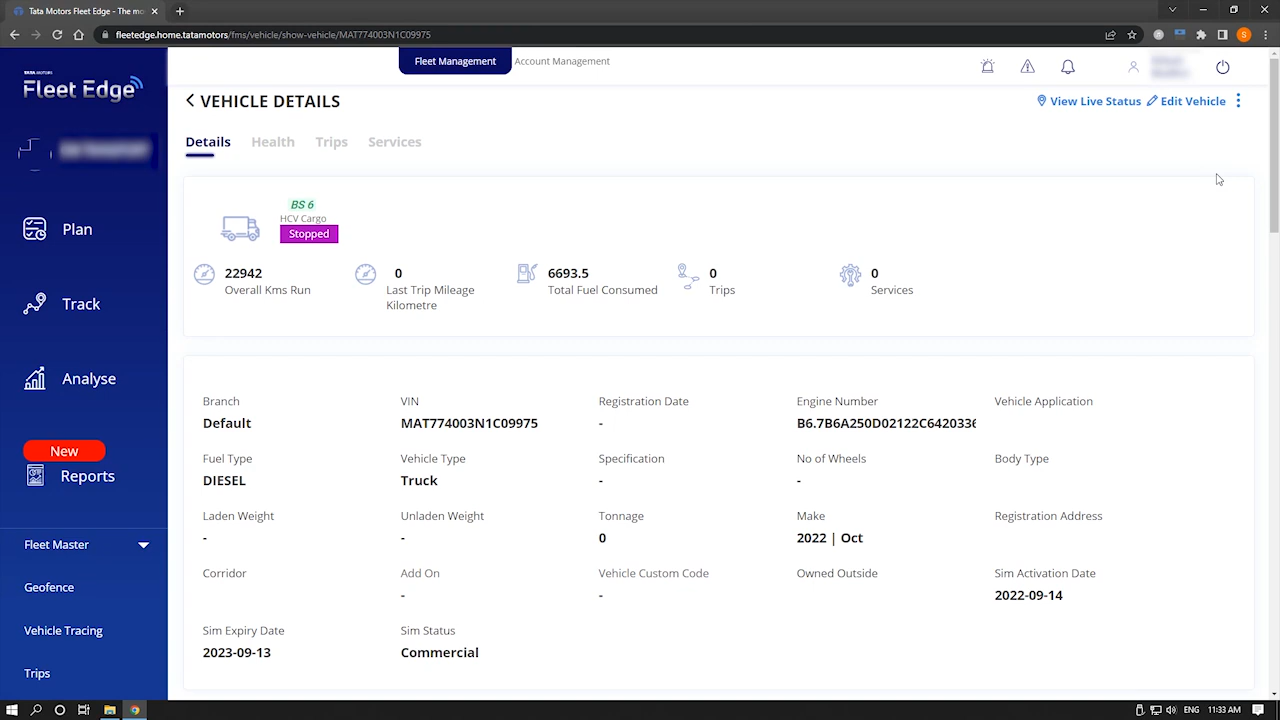 Tata Motors Fleet Edge - The mo
fleetedge.home.tatamotors/fms/vehicle/show-vehicle/MAT774003N1C09975
S
TATA MOTORS
Fleet Edge
Fleet Management
Account Management
VEHICLE DETAILS
View Live Status
Edit Vehicle
Details
Health
Trips
Services
Plan
Track
Analyse
New
Reports
Fleet Master
Geofence
Vehicle Tracing
Trips
BS 6
HCV Cargo
Stopped
22942
Overall Kms Run
0
Last Trip Mileage
Kilometre
6693.5
Total Fuel Consumed
0
Trips
0
Services
Branch
Default
VIN
MAT774003N1C09975
Registration Date
-
Engine Number
B6.7B6A250D02122C6420336
Vehicle Application
Fuel Type
DIESEL
Vehicle Type
Truck
Specification
-
No of Wheels
-
Body Type
Laden Weight
-
Unladen Weight
-
Tonnage
0
Make
2022 | Oct
Registration Address
Corridor
Add On
-
Vehicle Custom Code
-
Owned Outside
Sim Activation Date
2022-09-14
Sim Expiry Date
2023-09-13
Sim Status
Commercial
ENG
11:33 AM